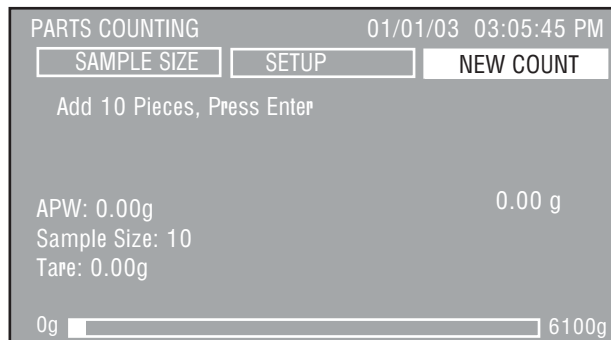 PARTS COUNTING 01/01/03 03:05:45 PM
SAMPLE SIZE SETUP NEW COUNT
Add 10 Pieces, Press Enter
0.00 g
APW: 0.00g
Sample Size: 10
Tare: 0.00g
0g 6100g